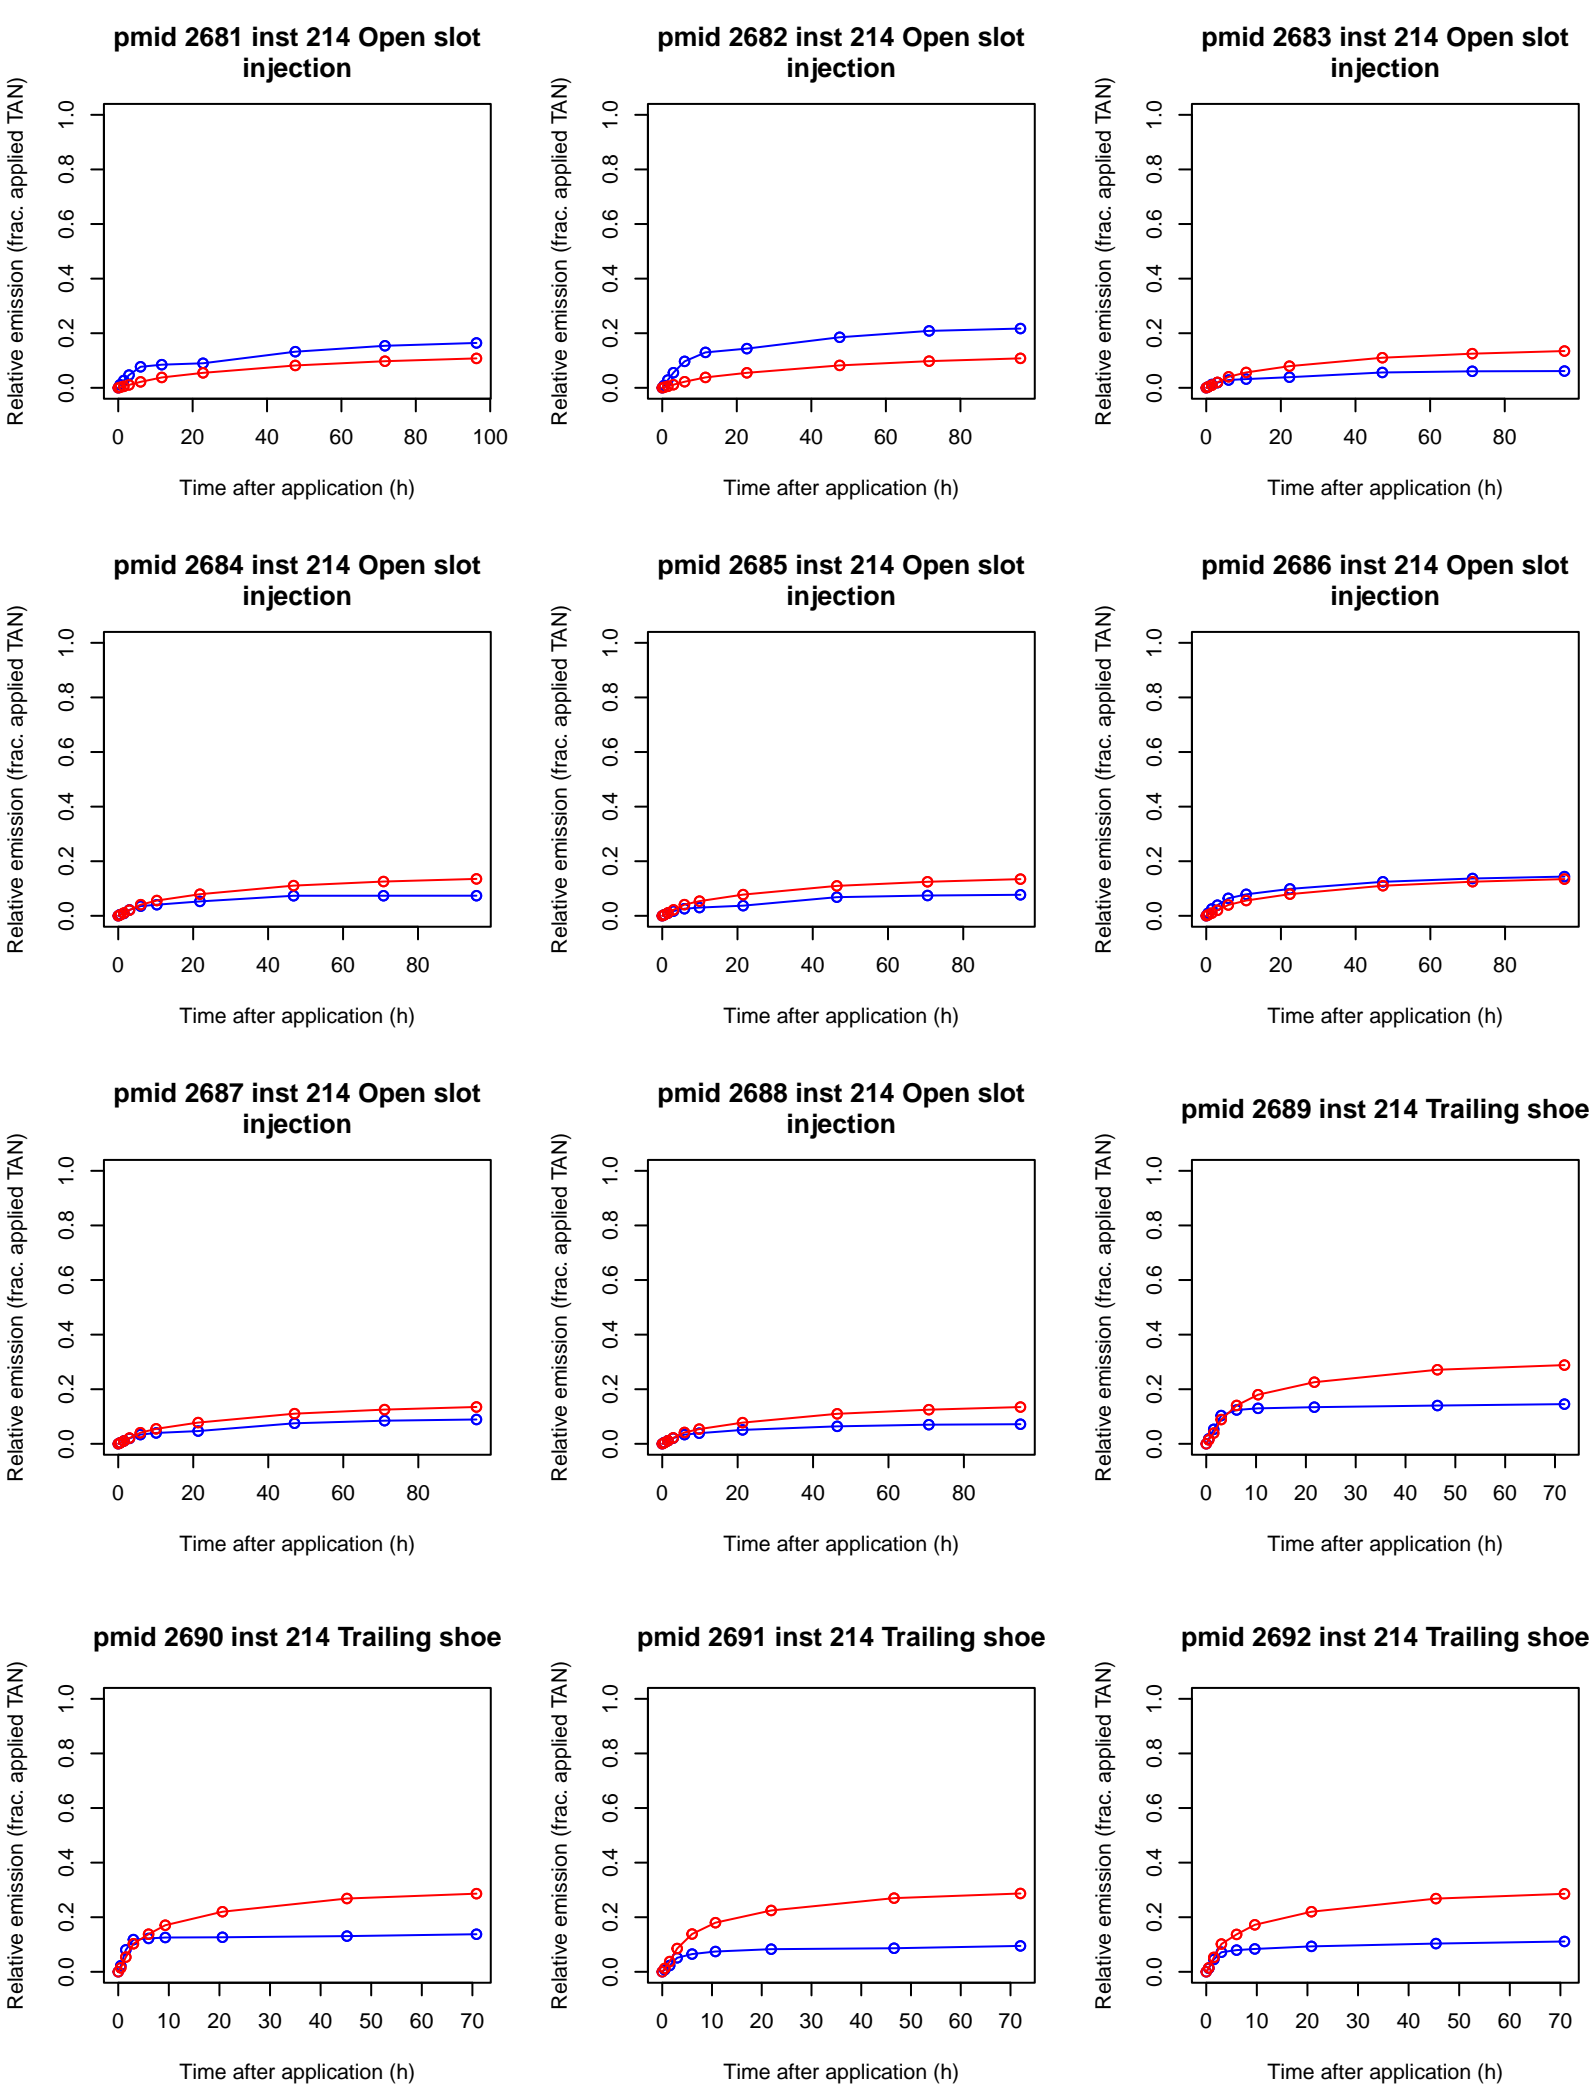 pmid 2681 inst 214 Open slot
injection
Relative emission (frac. applied TAN)
0.0 0.2 0.4 0.6 0.8 1.0
0 20 40 60 80 100
Time after application (h)
pmid 2682 inst 214 Open slot
injection
Relative emission (frac. applied TAN)
0.0 0.2 0.4 0.6 0.8 1.0
0 20 40 60 80
Time after application (h)
pmid 2683 inst 214 Open slot
injection
Relative emission (frac. applied TAN)
0.0 0.2 0.4 0.6 0.8 1.0
0 20 40 60 80
Time after application (h)
pmid 2684 inst 214 Open slot
injection
Relative emission (frac. applied TAN)
0.0 0.2 0.4 0.6 0.8 1.0
0 20 40 60 80
Time after application (h)
pmid 2685 inst 214 Open slot
injection
Relative emission (frac. applied TAN)
0.0 0.2 0.4 0.6 0.8 1.0
0 20 40 60 80
Time after application (h)
pmid 2686 inst 214 Open slot
injection
Relative emission (frac. applied TAN)
0.0 0.2 0.4 0.6 0.8 1.0
0 20 40 60 80
Time after application (h)
pmid 2687 inst 214 Open slot
injection
Relative emission (frac. applied TAN)
0.0 0.2 0.4 0.6 0.8 1.0
0 20 40 60 80
Time after application (h)
pmid 2688 inst 214 Open slot
injection
Relative emission (frac. applied TAN)
0.0 0.2 0.4 0.6 0.8 1.0
0 20 40 60 80
Time after application (h)
pmid 2689 inst 214 Trailing shoe
Relative emission (frac. applied TAN)
0.0 0.2 0.4 0.6 0.8 1.0
0 10 20 30 40 50 60 70
Time after application (h)
pmid 2690 inst 214 Trailing shoe
Relative emission (frac. applied TAN)
0.0 0.2 0.4 0.6 0.8 1.0
0 10 20 30 40 50 60 70
Time after application (h)
pmid 2691 inst 214 Trailing shoe
Relative emission (frac. applied TAN)
0.0 0.2 0.4 0.6 0.8 1.0
0 10 20 30 40 50 60 70
Time after application (h)
pmid 2692 inst 214 Trailing shoe
Relative emission (frac. applied TAN)
0.0 0.2 0.4 0.6 0.8 1.0
0 10 20 30 40 50 60 70
Time after application (h)